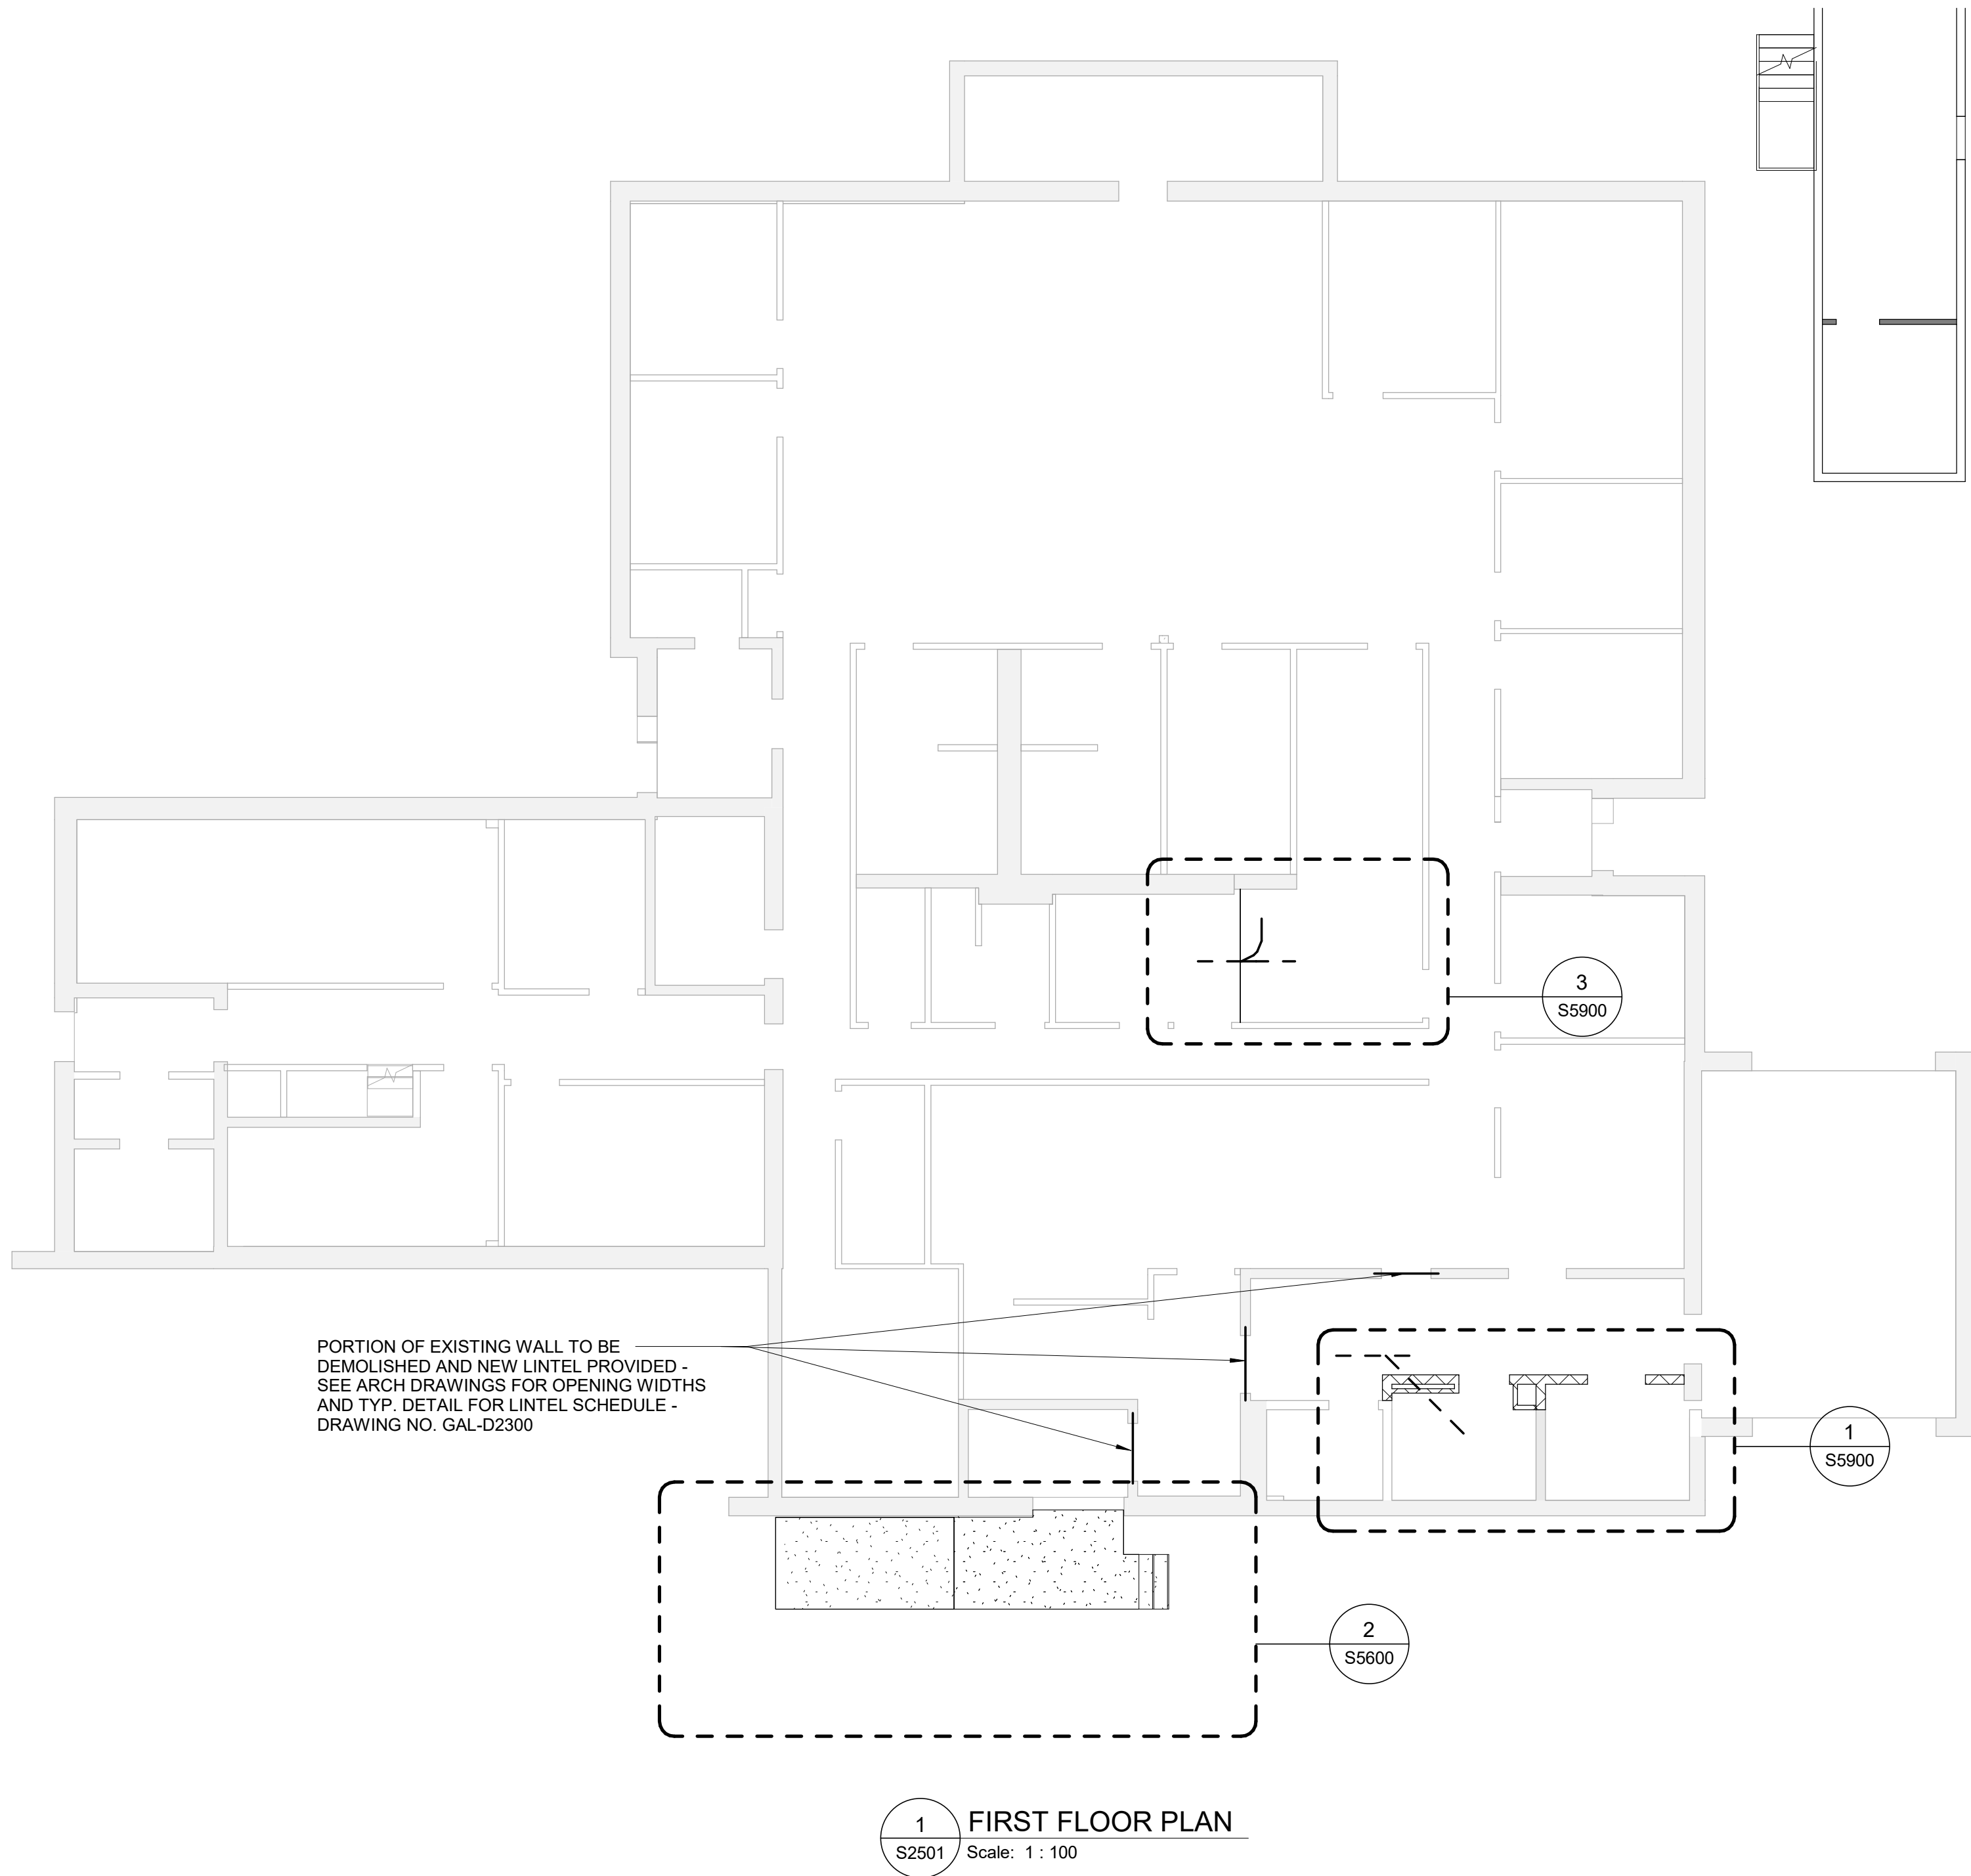 3
S5900
PORTION OF EXISTING WALL TO BE
DEMOLISHED AND NEW LINTEL PROVIDED -
SEE ARCH DRAWINGS FOR OPENING WIDTHS
AND TYP. DETAIL FOR LINTEL SCHEDULE -
DRAWING NO. GAL-D2300
1
S5900
2
S5600
1
S2501
FIRST FLOOR PLAN
Scale: 1 : 100